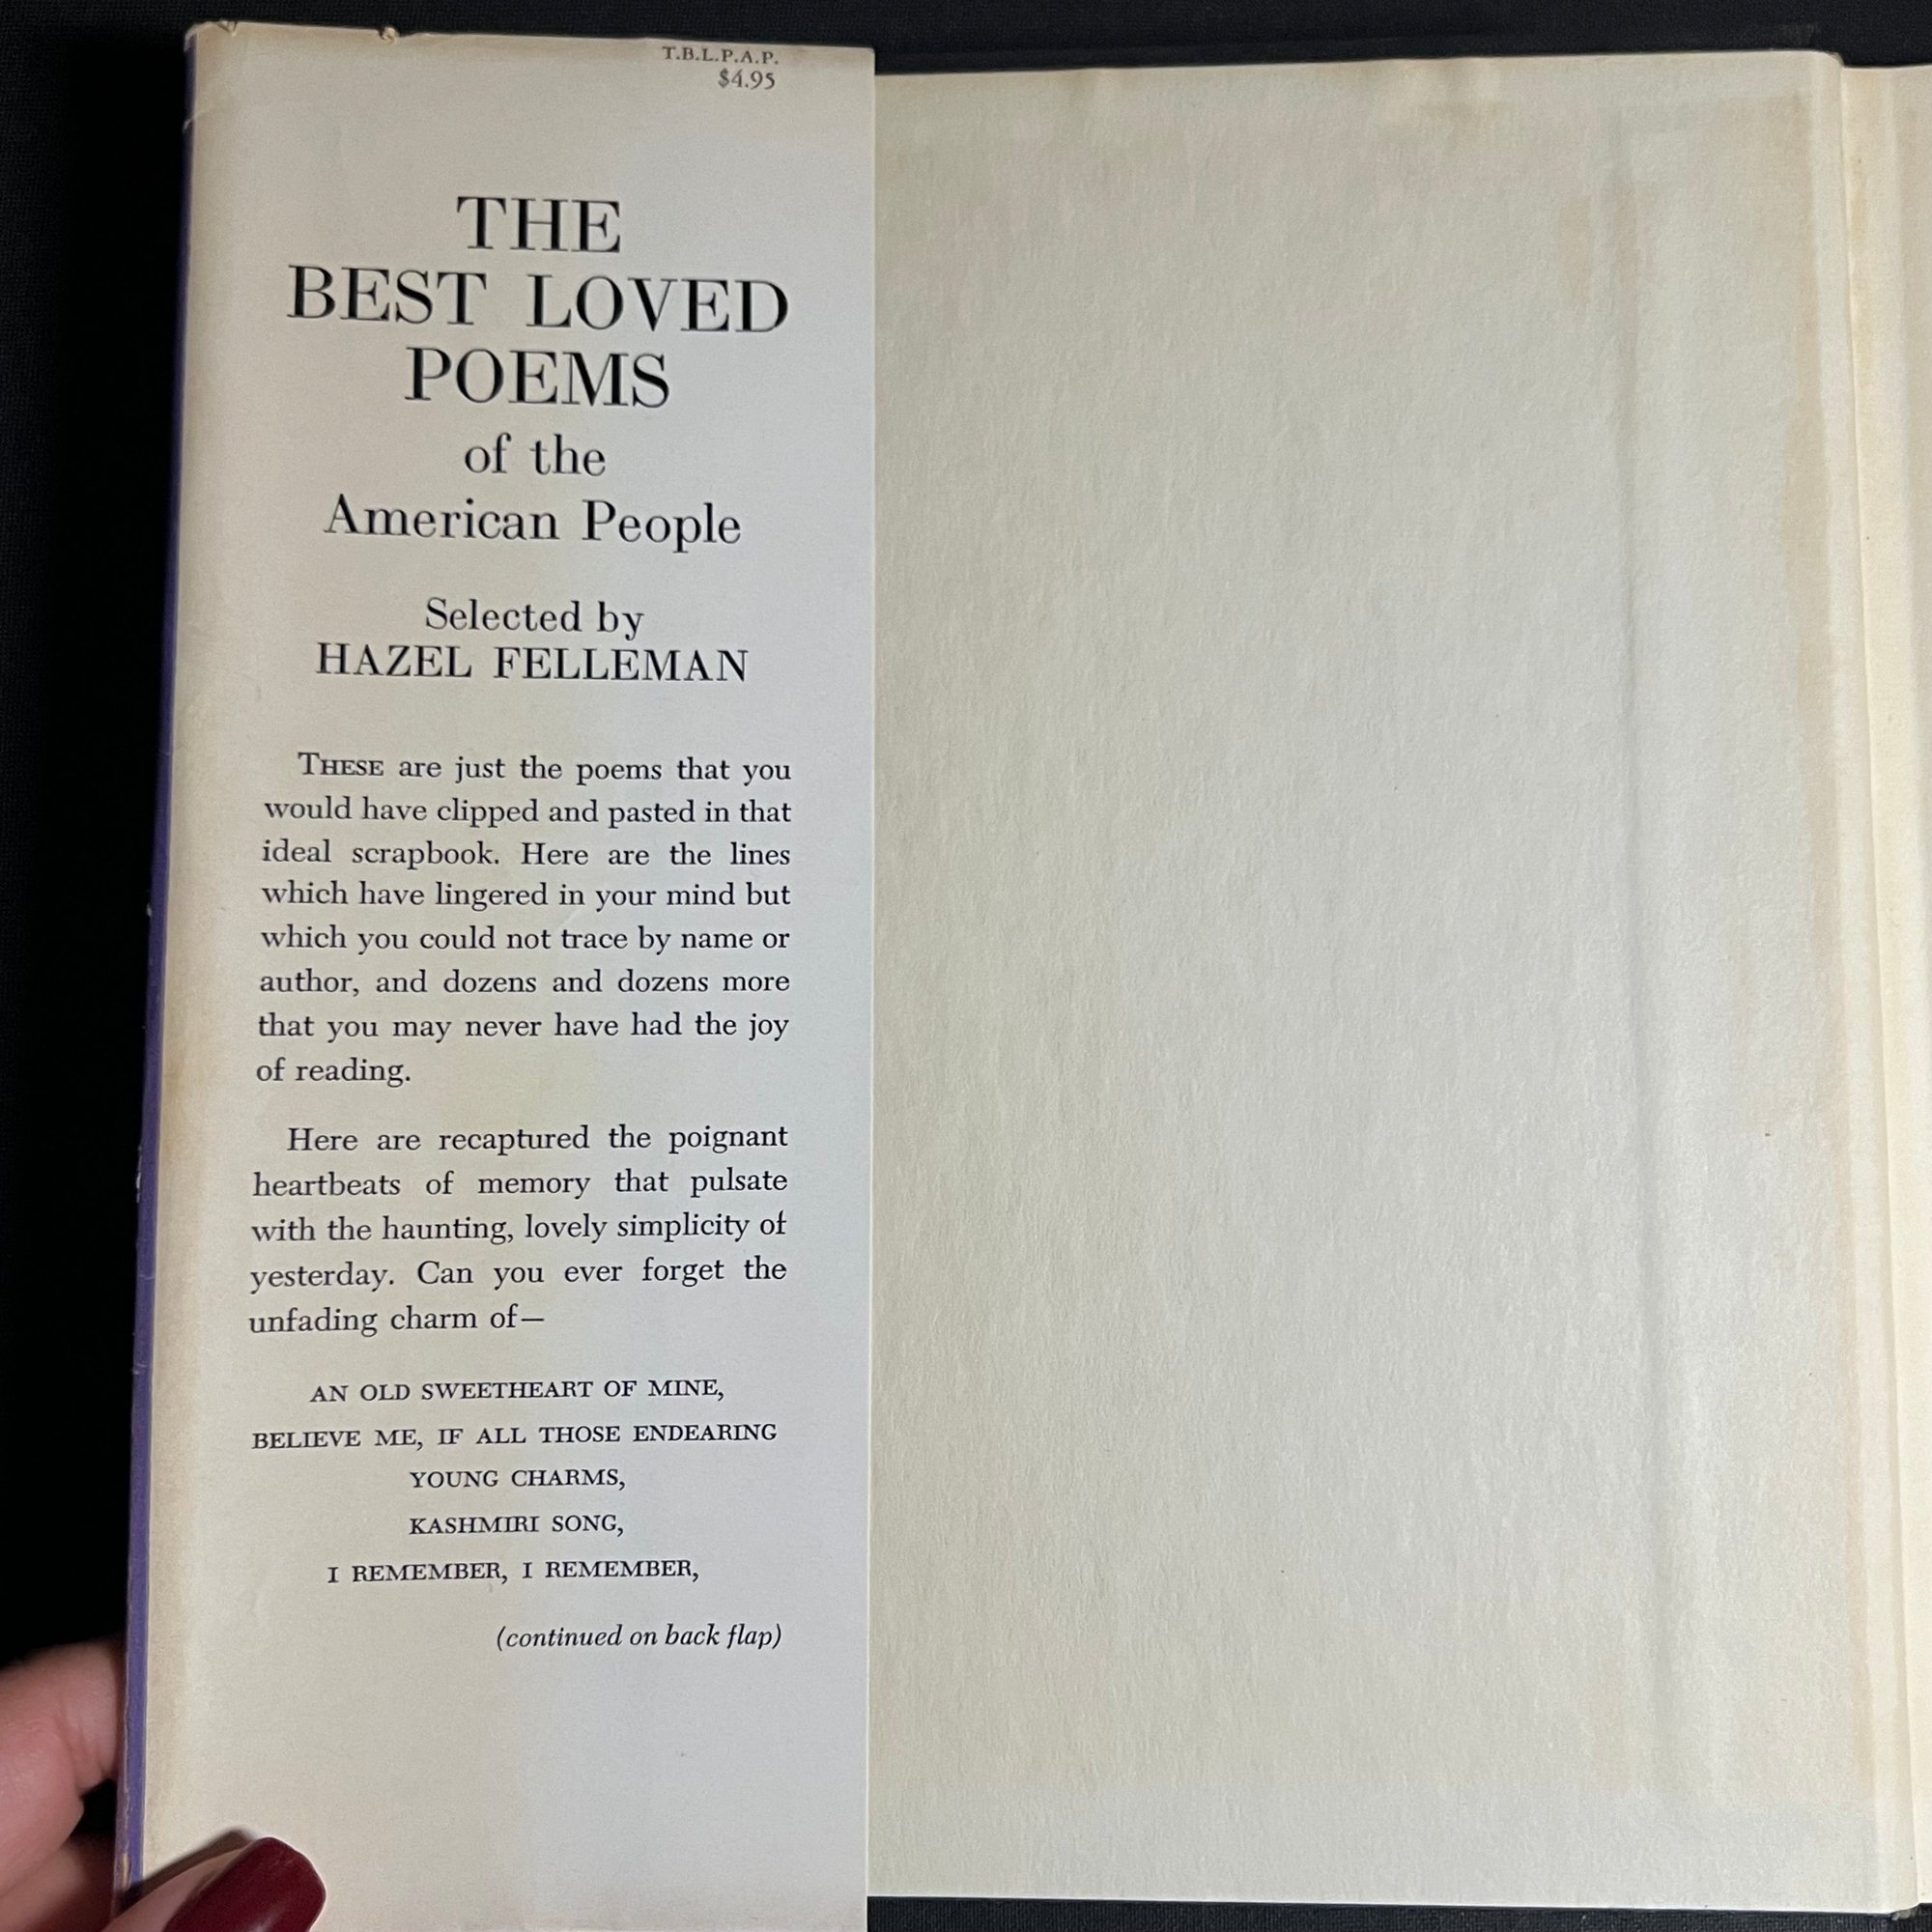 T.B.L.P.A.P.
$4.95
THE
BEST LOVED
POEMS
of the
American People
Selected by
HAZEL FELLEMAN
THESE are just the poems that you
would have clipped and pasted in that
ideal scrapbook. Here are the lines
which have lingered in your mind but
which you could not trace by name or
author, and dozens and dozens more
that you may never have had the joy
of reading.
Here are recaptured the poignant
heartbeats of memory that pulsate
with the haunting, lovely simplicity of
yesterday. Can you ever forget the
unfading charm of—
AN OLD SWEETHEART OF MINE,
BELIEVE ME, IF ALL THOSE ENDEARING
YOUNG CHARMS,
KASHMIRI SONG,
I REMEMBER, I REMEMBER,
(continued on back flap)